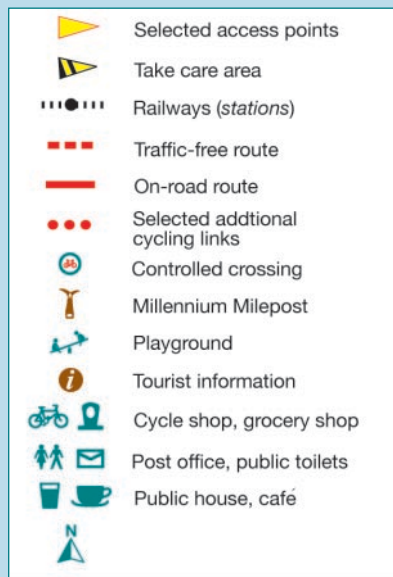 Selected access points
Take care area
Railways (stations)
Traffic-free route
On-road route
Selected addtional
cycling links
Controlled crossing
Millennium Milepost
Playground
i Tourist information
Cycle shop, grocery shop
Post office, public toilets
Public house, café
N